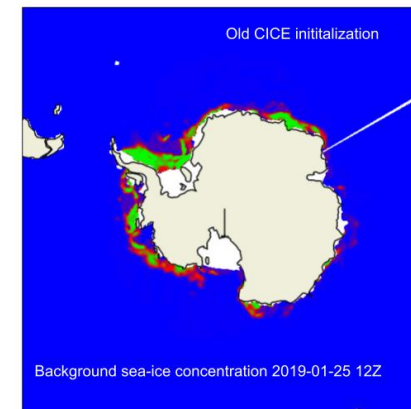 Old CICE inititalization
Background sea-ice concentration 2019-01-25 12Z